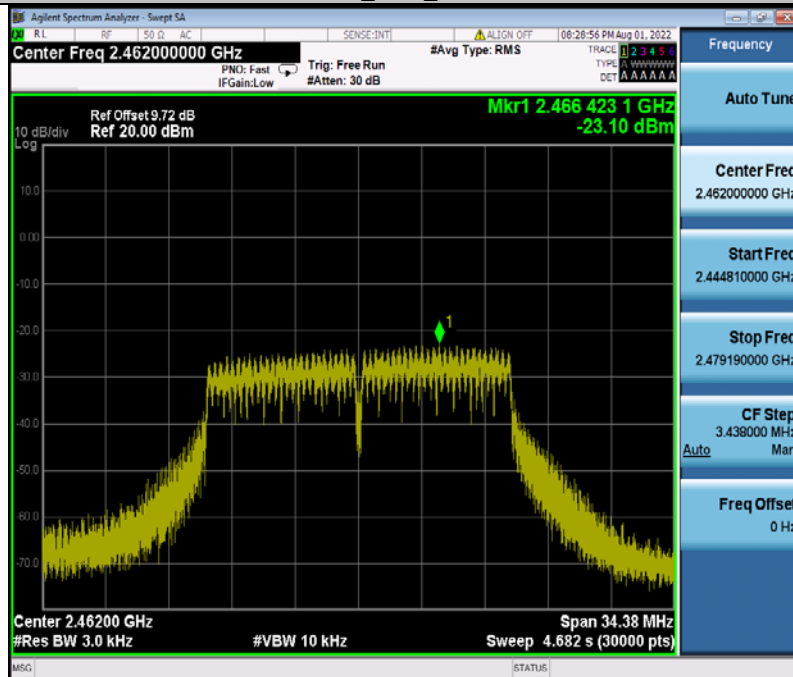 Agilent Spectrum Analyzer - Swept SA
RL RF 50 Ω AC SENSE:INT ALIGN OFF 08:28:56 PM Aug 01, 2022
Center Freq 2.462000000 GHz
#Avg Type: RMS
TRACE 1 2 3 4 5 6
TYPE A WWWWW
DET A A A A A A
PNO: Fast
IFGain:Low
Trig: Free Run
#Atten: 30 dB
Mkr1 2.466 423 1 GHz
-23.10 dBm
Ref Offset 9.72 dB
10 dB/div Ref 20.00 dBm
Log
10.0
0.00
-10.0
-20.0
-30.0
-40.0
-50.0
-60.0
-70.0
1
Center 2.46200 GHz Span 34.38 MHz
#Res BW 3.0 kHz #VBW 10 kHz Sweep 4.682 s (30000 pts)
MSG STATUS
Frequency
Auto Tune
Center Freq
2.462000000 GHz
Start Freq
2.444810000 GHz
Stop Freq
2.479190000 GHz
CF Step
3.438000 MHz
Auto Man
Freq Offset
0 Hz